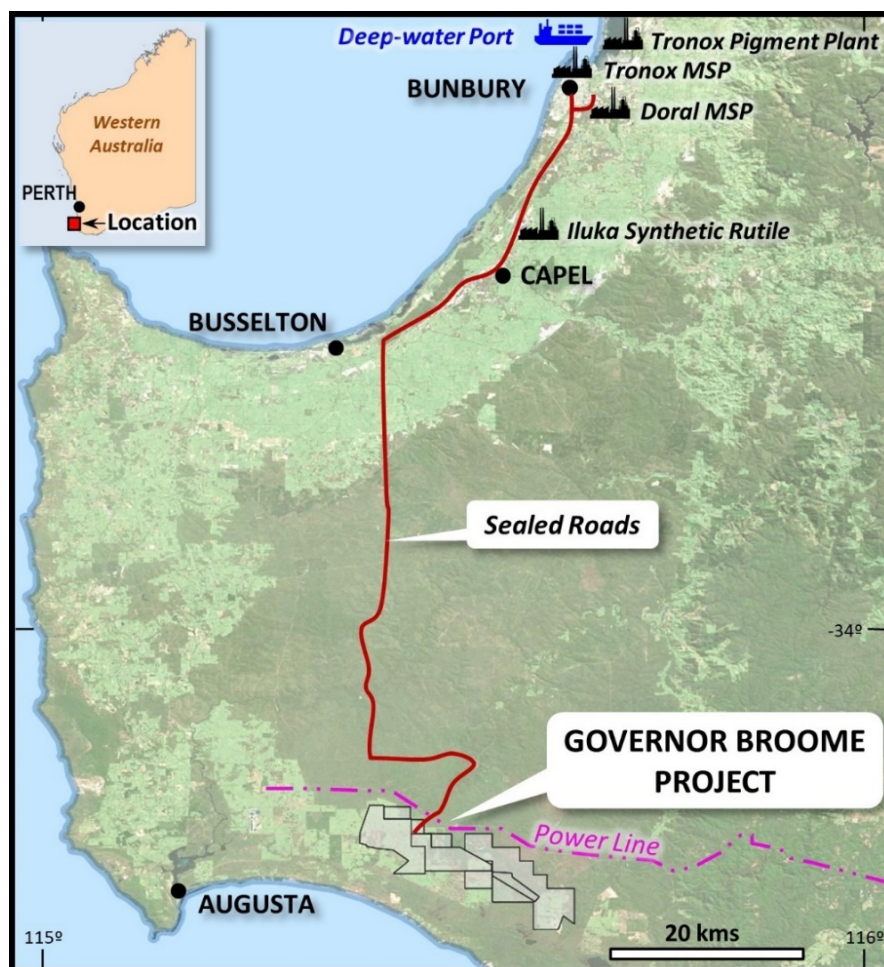 Deep-water Port
Tronox Pigment Plant
Tronox MSP
BUNBURY
Doral MSP
Western
Australia
PERTH
Location
Iluka Synthetic Rutile
CAPEL
BUSSELTON
Sealed Roads
-34º
GOVERNOR BROOME
PROJECT
Power Line
AUGUSTA
20 kms
115º
116º